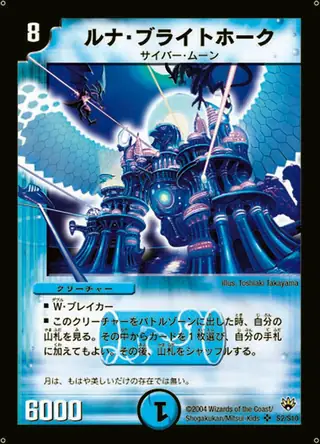 8
ルナ・ブライトホーク
サイバー・ムーン
illus. Toshiaki Takayama
クリーチャー
■ W・ブレイカー
■ このクリーチャーをバトルゾーンに出した時、自分の
山札を見る。その中からカードを1枚選び、自分の手札
に加えてもよい。その後、山札をシャッフルする。
月は、もはや美しいだけの存在では無い。
6000
1
©2004 Wizards of the Coast/
Shogakukan/Mitsui-Kids S2/S10